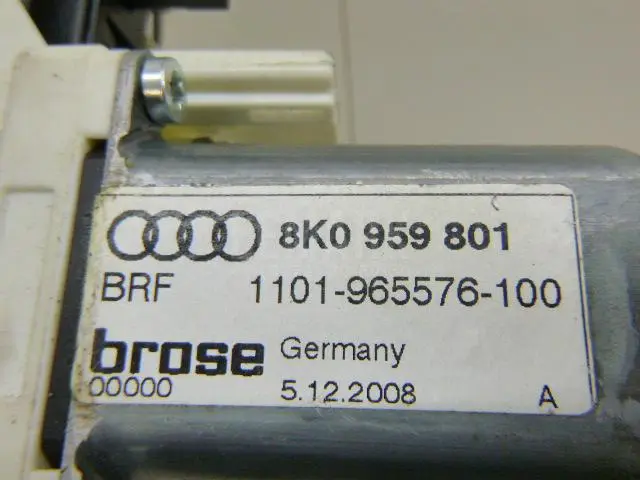 8K0 959 801
BRF 1101-965576-100
brose Germany
00000 5.12.2008 A